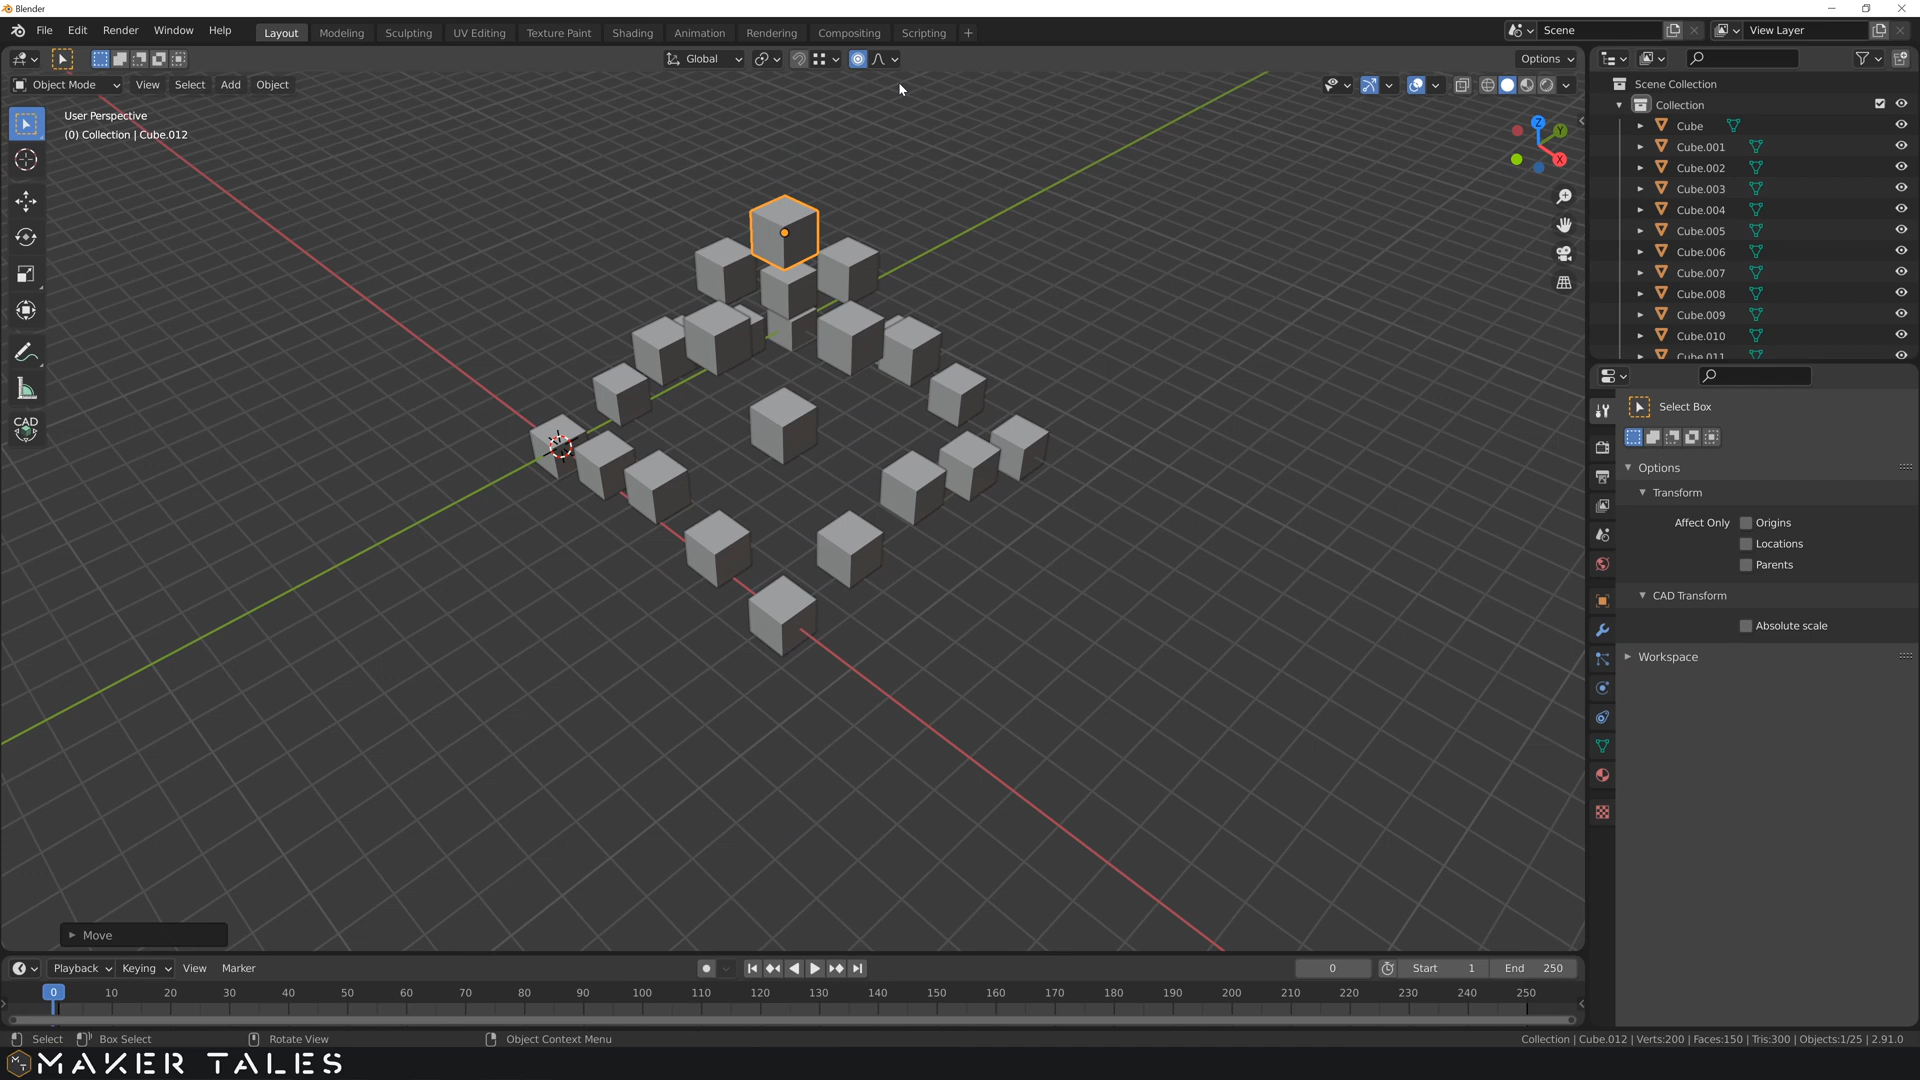 Blender
File Edit Render Window Help Layout Modeling Sculpting UV Editing Texture Paint Shading Animation Rendering Compositing Scripting + Scene View Layer
Global Options
Object Mode View Select Add Object
User Perspective
(0) Collection | Cube.012
Z
Y
X
CAD
Scene Collection
Collection
Cube
Cube.001
Cube.002
Cube.003
Cube.004
Cube.005
Cube.006
Cube.007
Cube.008
Cube.009
Cube.010
Cube.011
Select Box
Options
Transform
Affect Only Origins
Locations
Parents
CAD Transform
Absolute scale
Workspace
Move
Playback Keying View Marker 0 Start 1 End 250
0 10 20 30 40 50 60 70 80 90 100 110 120 130 140 150 160 170 180 190 200 210 220 230 240 250
Select Box Select Rotate View Object Context Menu Collection | Cube.012 | Verts:200 | Faces:150 | Tris:300 | Objects:1/25 | 2.91.0
MAKER TALES